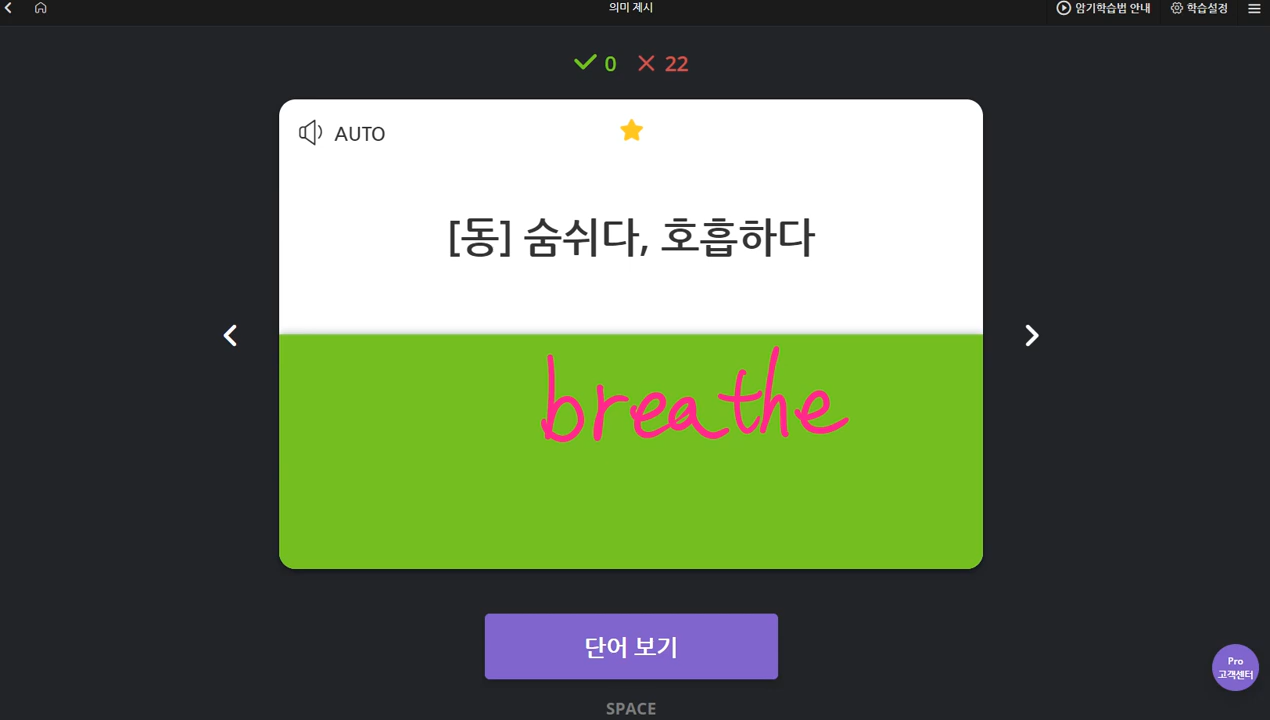 의미 제시
암기학습법 안내
학습설정
0 22
AUTO
[동] 숨쉬다, 호흡하다
breathe
단어 보기
SPACE
Pro
고객센터